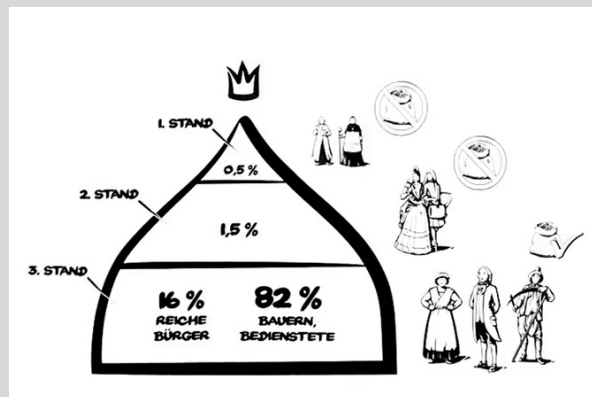 1. STAND
0,5 %
2. STAND
1,5 %
3. STAND
16 %
REICHE
BÜRGER
82 %
BAUERN,
BEDIENSTETE